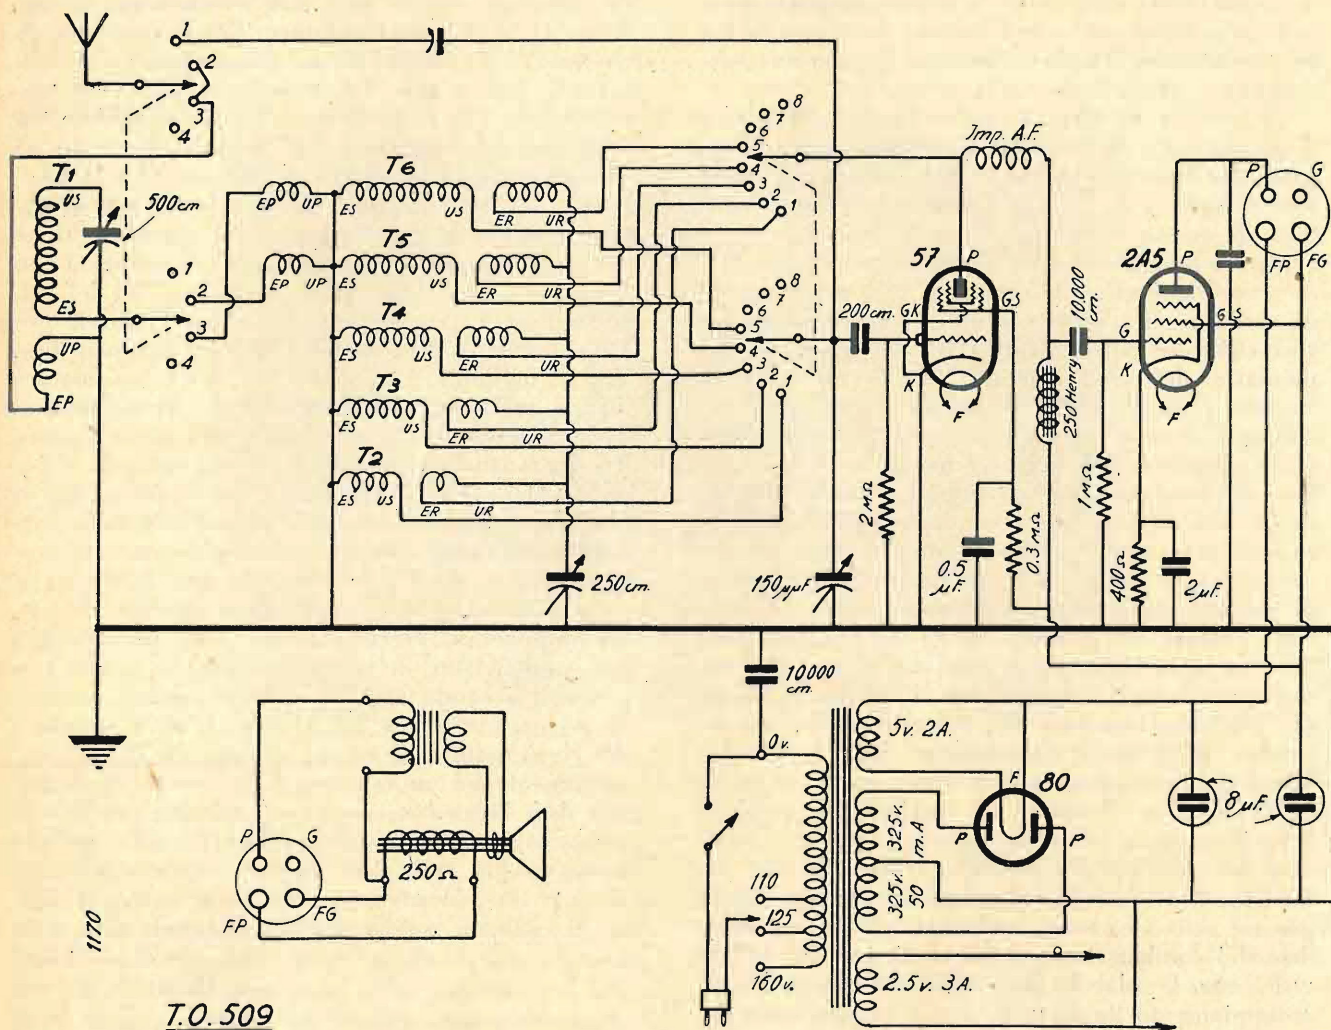 1
2
3
4
T1
US
500cm
ES
UP
EP
1
2
3
4
EP UP
T6
ES US
ER UR
EP UP
T5
ES US
ER UR
T4
ES US
ER UR
T3
ES US
ER UR
T2
ES US
ER UR
8
7
6
5
4
3
2
1
8
7
6
5
4
3
2
1
250cm.
150µµF
200cm.
2MΩ
57
P
GK
GS
K
F
Imp. A.F.
0.5
µF.
0.3MΩ
250 Henry
10.000
cm.
1MΩ
2A5
P
G
GS
K
F
400Ω
2µF.
P G
FP FG
10000
cm.
0v.
110
125
160v.
5v. 2A.
325v. 325v.
50 m.A
2.5v. 3A.
80
F
P P
8µF.
P G
FP FG
250Ω
1170
T.O. 509